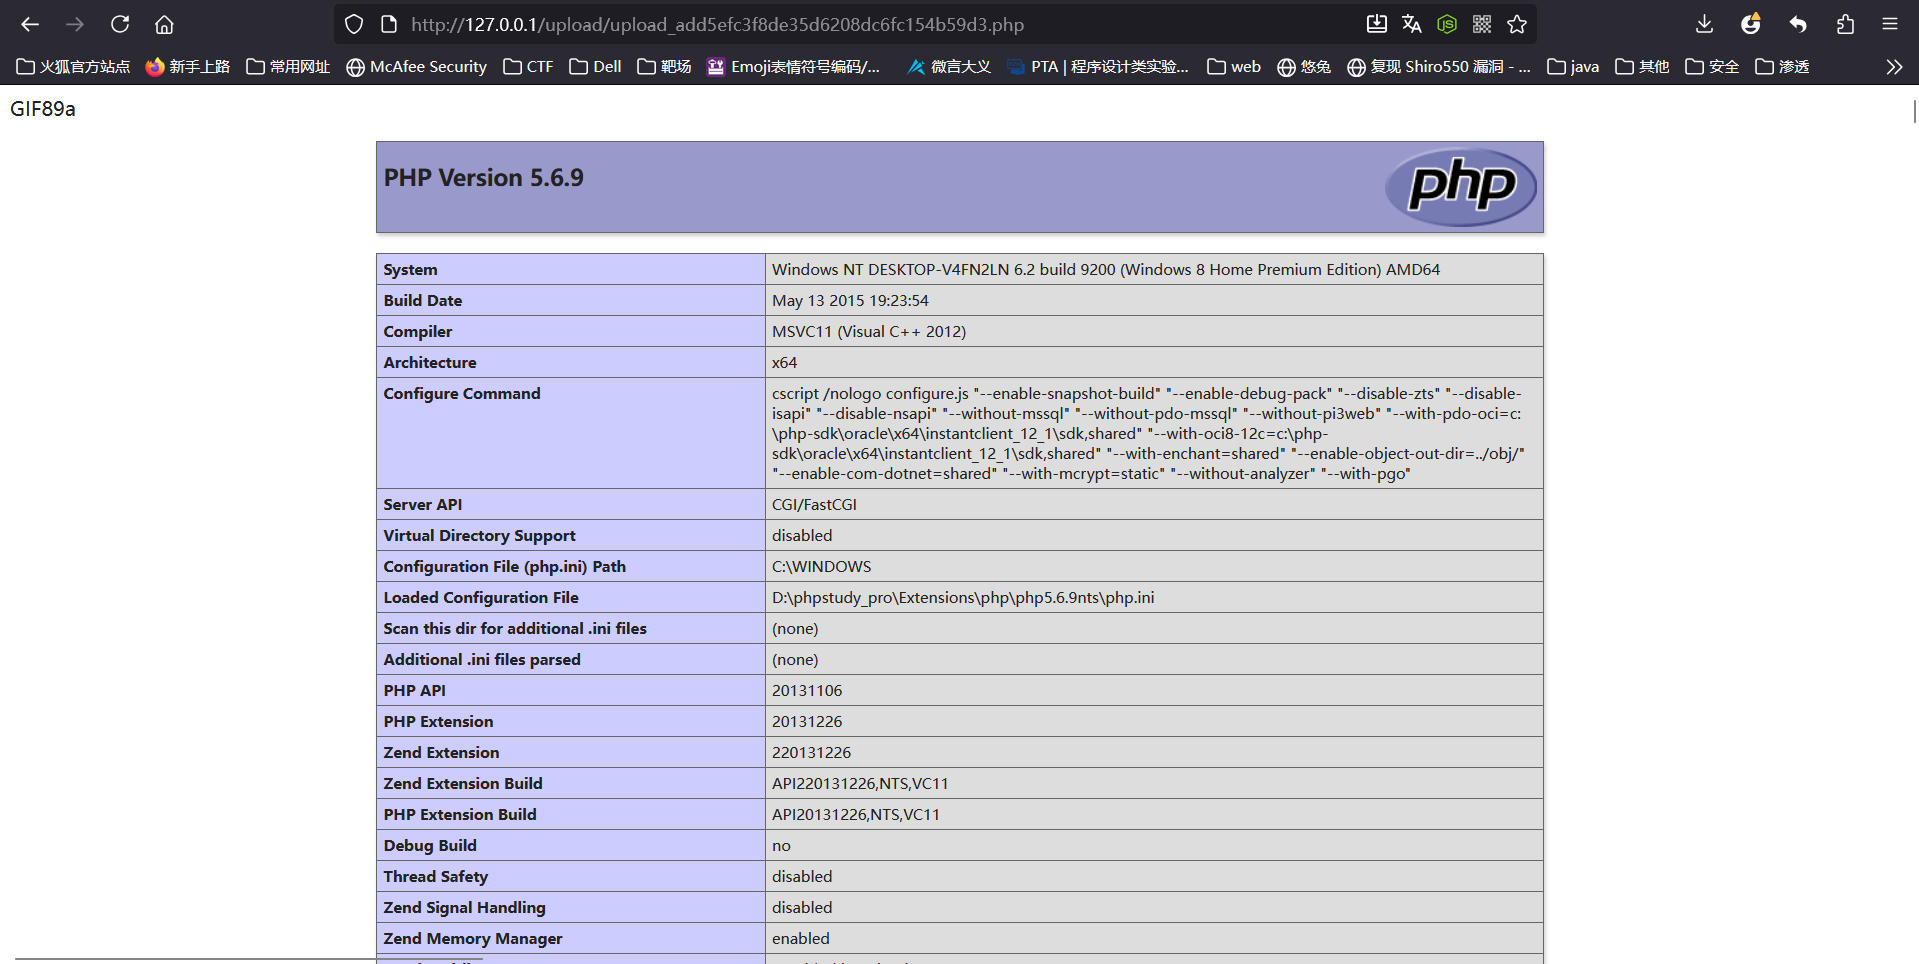 http://127.0.0.1/upload/upload_add5efc3f8de35d6208dc6fc154b59d3.php
火狐官方站点 新手上路 常用网址 McAfee Security CTF Dell 靶场 Emoji表情符号编码/... 微言大义 PTA | 程序设计类实验... web 悠兔 复现 Shiro550 漏洞 - ... java 其他 安全 渗透
GIF89a
PHP Version 5.6.9
php
System Windows NT DESKTOP-V4FN2LN 6.2 build 9200 (Windows 8 Home Premium Edition) AMD64
Build Date May 13 2015 19:23:54
Compiler MSVC11 (Visual C++ 2012)
Architecture x64
Configure Command cscript /nologo configure.js "--enable-snapshot-build" "--enable-debug-pack" "--disable-zts" "--disable-
isapi" "--disable-nsapi" "--without-mssql" "--without-pdo-mssql" "--without-pi3web" "--with-pdo-oci=c:
\php-sdk\oracle\x64\instantclient_12_1\sdk,shared" "--with-oci8-12c=c:\php-
sdk\oracle\x64\instantclient_12_1\sdk,shared" "--with-enchant=shared" "--enable-object-out-dir=../obj/"
"--enable-com-dotnet=shared" "--with-mcrypt=static" "--without-analyzer" "--with-pgo"
Server API CGI/FastCGI
Virtual Directory Support disabled
Configuration File (php.ini) Path C:\WINDOWS
Loaded Configuration File D:\phpstudy_pro\Extensions\php\php5.6.9nts\php.ini
Scan this dir for additional .ini files (none)
Additional .ini files parsed (none)
PHP API 20131106
PHP Extension 20131226
Zend Extension 220131226
Zend Extension Build API220131226,NTS,VC11
PHP Extension Build API20131226,NTS,VC11
Debug Build no
Thread Safety disabled
Zend Signal Handling disabled
Zend Memory Manager enabled